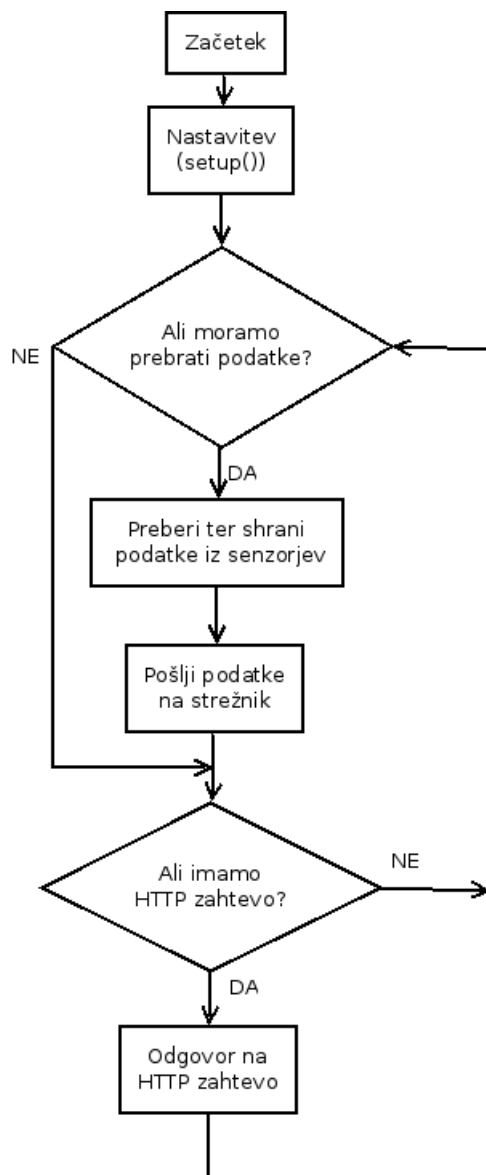 Začetek
Nastavitev
(setup())
Ali moramo
prebrati podatke?
NE
DA
Preberi ter shrani
podatke iz senzorjev
Pošlji podatke
na strežnik
Ali imamo
HTTP zahtevo?
NE
DA
Odgovor na
HTTP zahtevo